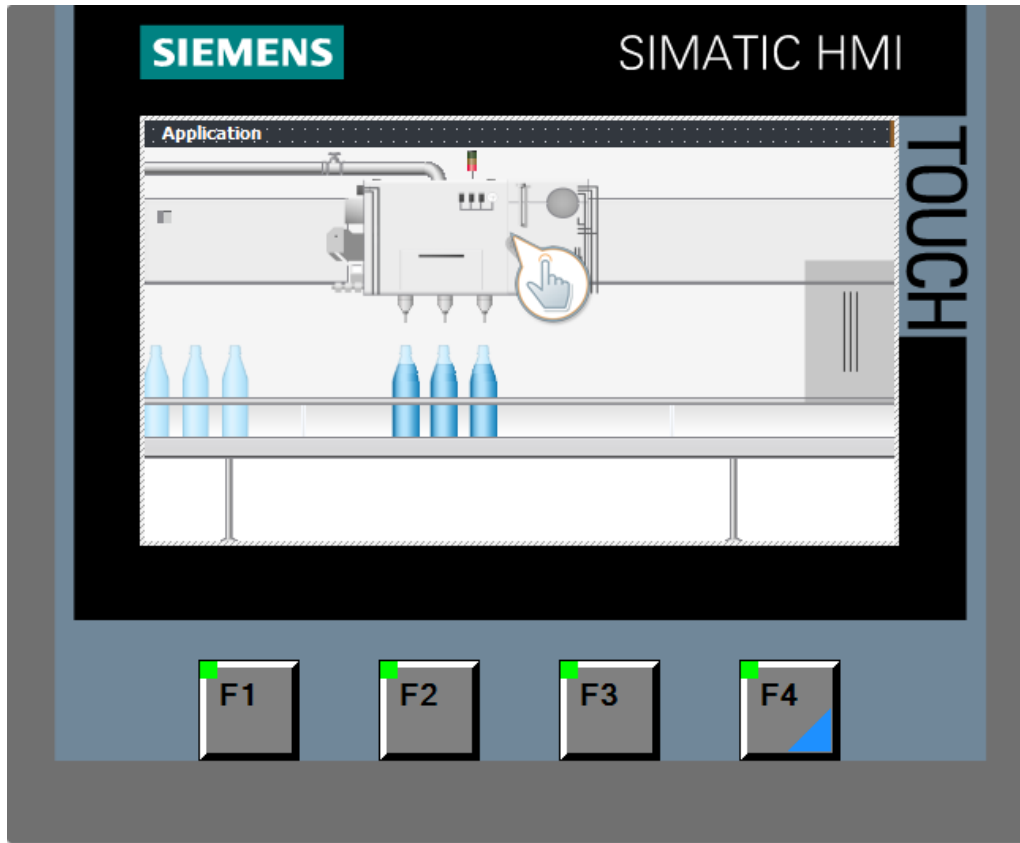 SIEMENS
SIMATIC HMI
Application
TOUCH
F1
F2
F3
F4